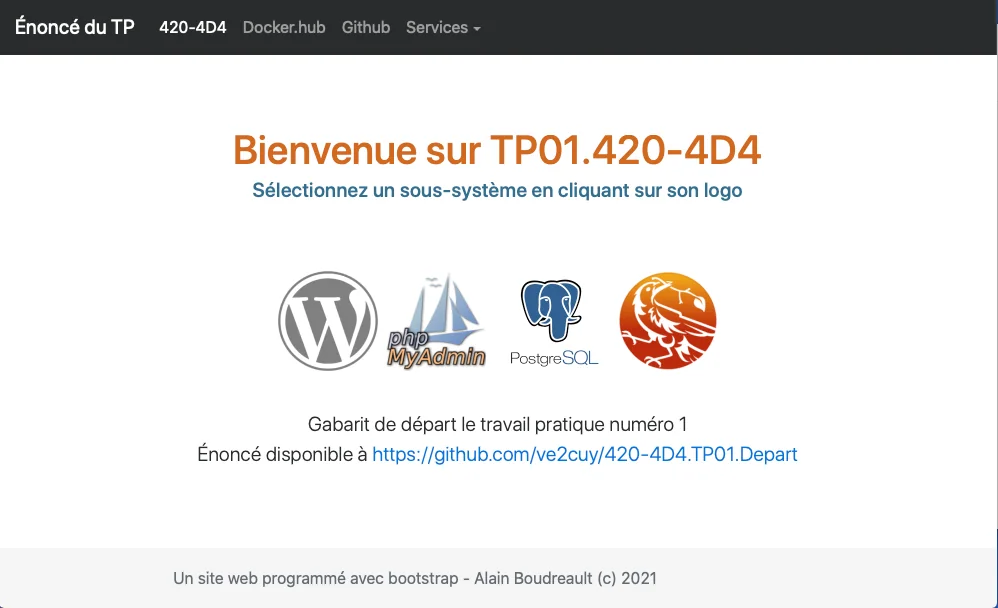 Énoncé du TP 420-4D4 Docker.hub Github Services
Bienvenue sur TP01.420-4D4
Sélectionnez un sous-système en cliquant sur son logo
W
php
MyAdmin
PostgreSQL
Gabarit de départ le travail pratique numéro 1
Énoncé disponible à https://github.com/ve2cuy/420-4D4.TP01.Depart
Un site web programmé avec bootstrap - Alain Boudreault (c) 2021